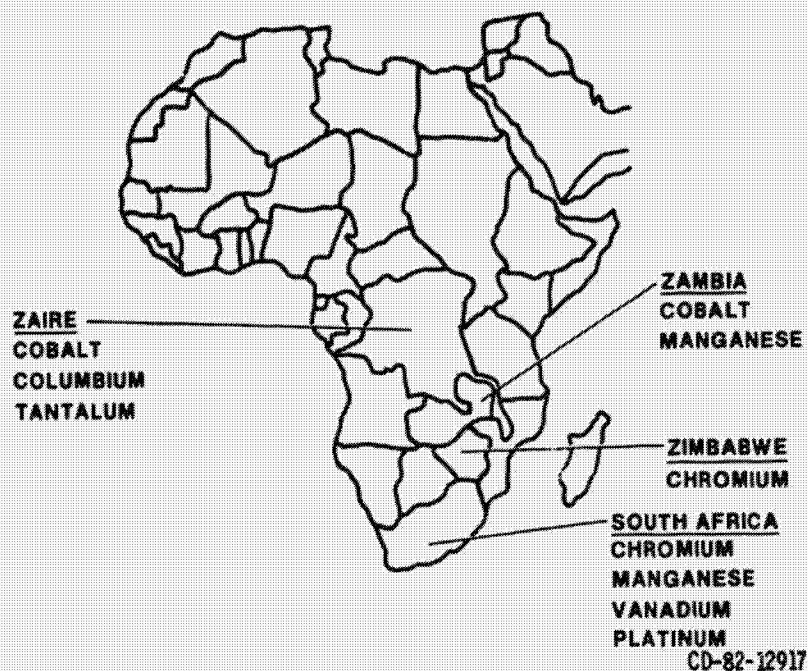 ZAMBIA
COBALT
MANGANESE
ZAIRE
COBALT
COLUMBIUM
TANTALUM
ZIMBABWE
CHROMIUM
SOUTH AFRICA
CHROMIUM
MANGANESE
VANADIUM
PLATINUM
CD-82-12917